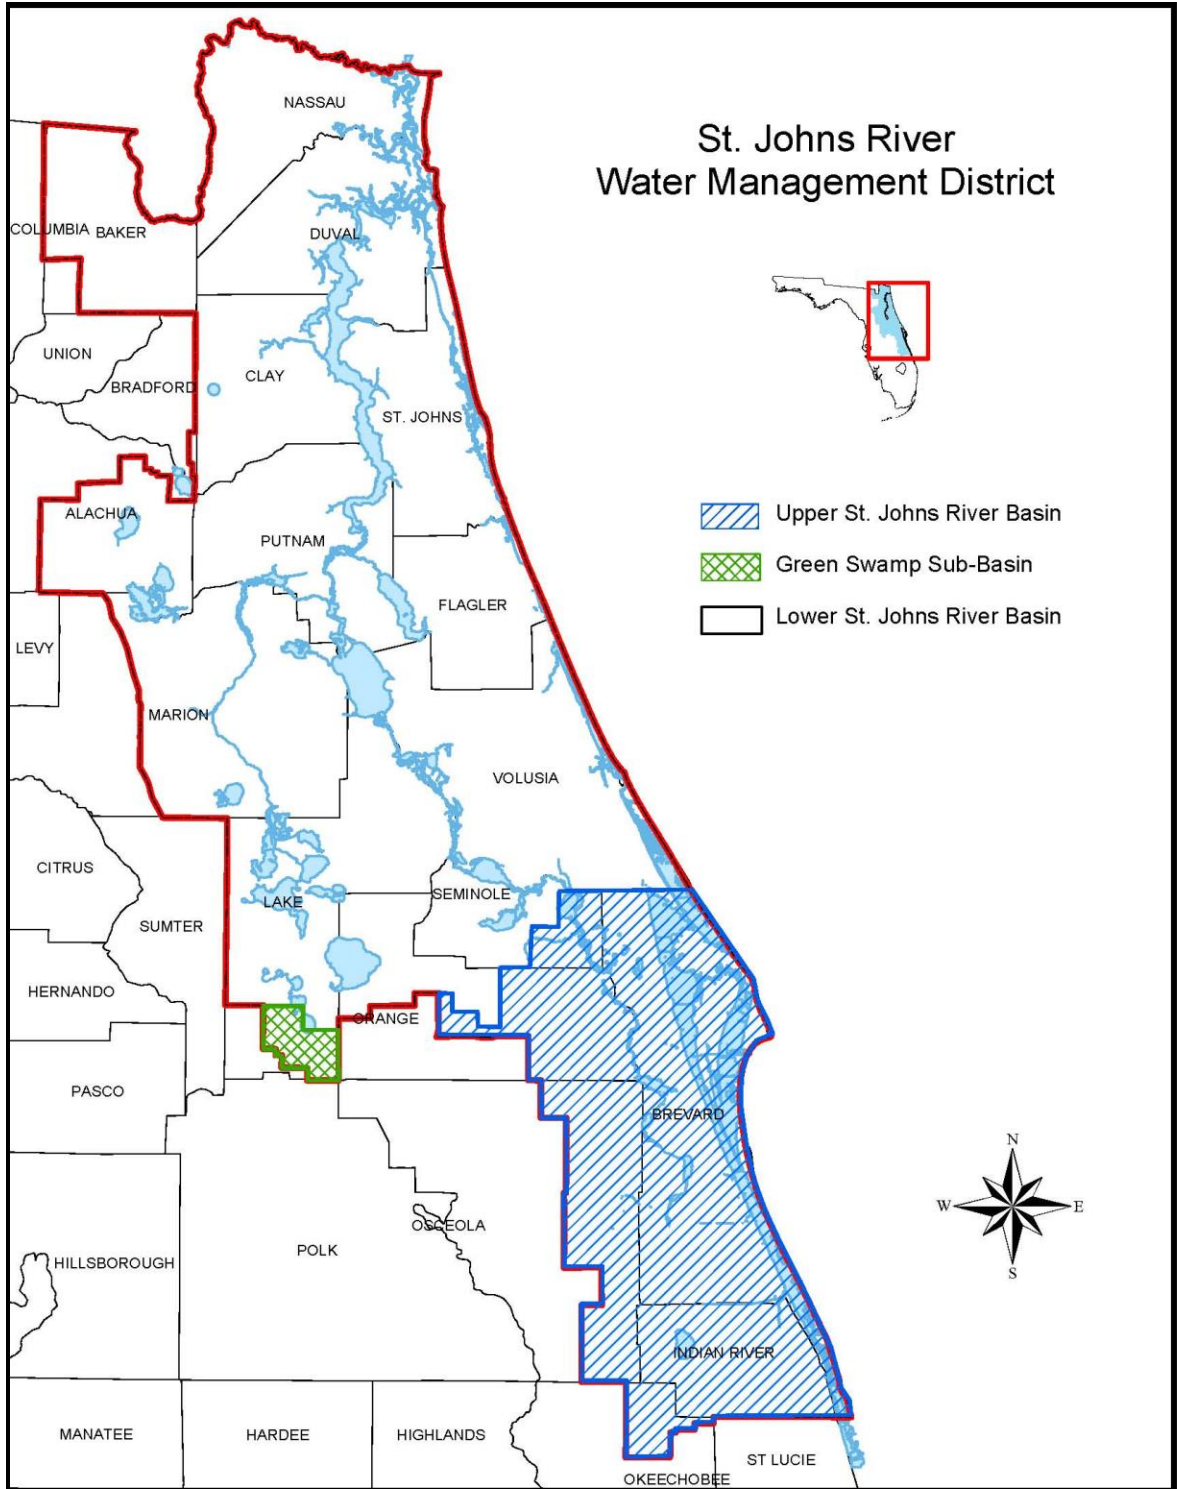 St. Johns River
Water Management District
NASSAU
COLUMBIA
BAKER
DUVAL
UNION
BRADFORD
CLAY
ST. JOHNS
ALACHUA
PUTNAM
FLAGLER
LEVY
MARION
VOLUSIA
CITRUS
SUMTER
LAKE
SEMINOLE
HERNANDO
ORANGE
PASCO
BREVARD
HILLSBOROUGH
POLK
OSCEOLA
INDIAN RIVER
MANATEE
HARDEE
HIGHLANDS
OKEECHOBEE
ST LUCIE
Upper St. Johns River Basin
Green Swamp Sub-Basin
Lower St. Johns River Basin
N
W
E
S